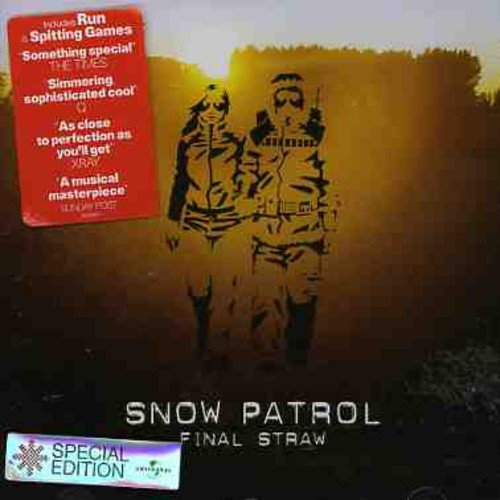 Includes Run
& Spitting Games
'Something special'
THE TIMES
'Simmering
sophisticated cool'
Q
'As close
to perfection as
you'll get'
XRAY
'A musical
masterpiece'
SUNDAY POST
SNOW PATROL
FINAL STRAW
SPECIAL
EDITION
UNIVERSAL